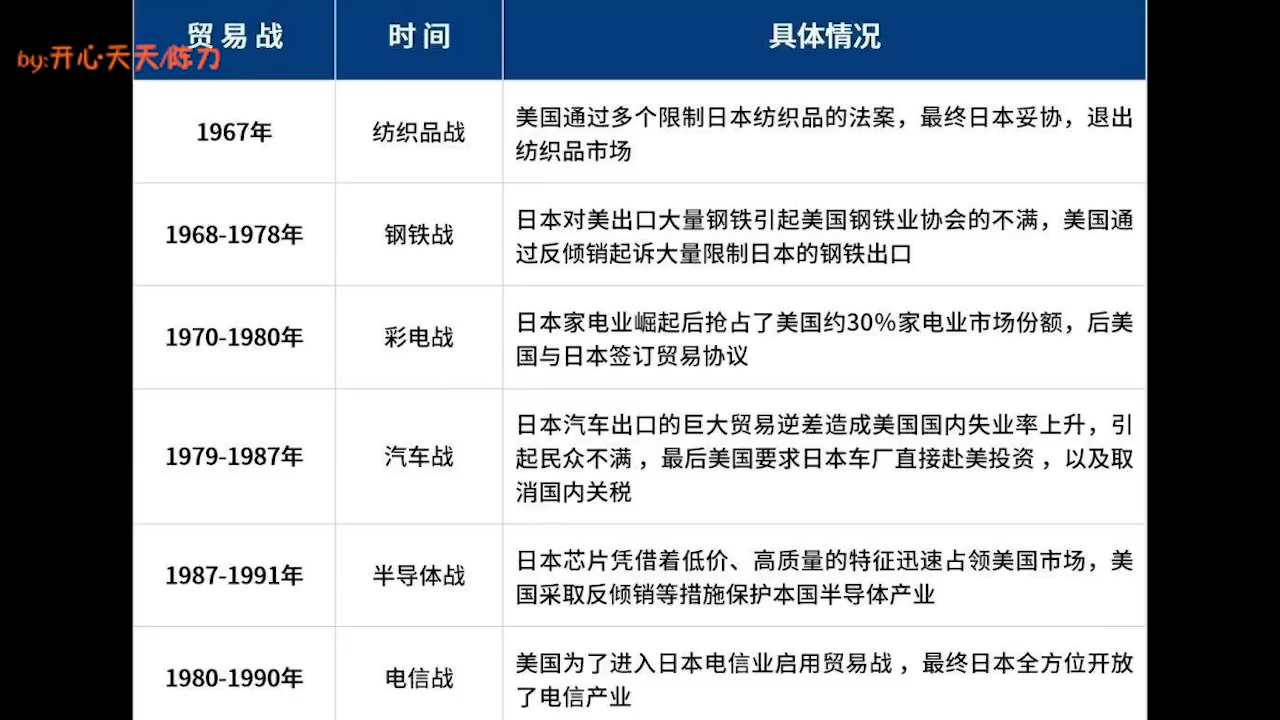 贸易战 时间 具体情况
by:开心·天天/陈力
1967年 纺织品战 美国通过多个限制日本纺织品的法案，最终日本妥协，退出
纺织品市场
1968-1978年 钢铁战 日本对美出口大量钢铁引起美国钢铁业协会的不满，美国通
过反倾销起诉大量限制日本的钢铁出口
1970-1980年 彩电战 日本家电业崛起后抢占了美国约30%家电业市场份额，后美
国与日本签订贸易协议
1979-1987年 汽车战 日本汽车出口的巨大贸易逆差造成美国国内失业率上升，引
起民众不满，最后美国要求日本车厂直接赴美投资，以及取
消国内关税
1987-1991年 半导体战 日本芯片凭借着低价、高质量的特征迅速占领美国市场，美
国采取反倾销等措施保护本国半导体产业
1980-1990年 电信战 美国为了进入日本电信业启用贸易战，最终日本全方位开放
了电信产业